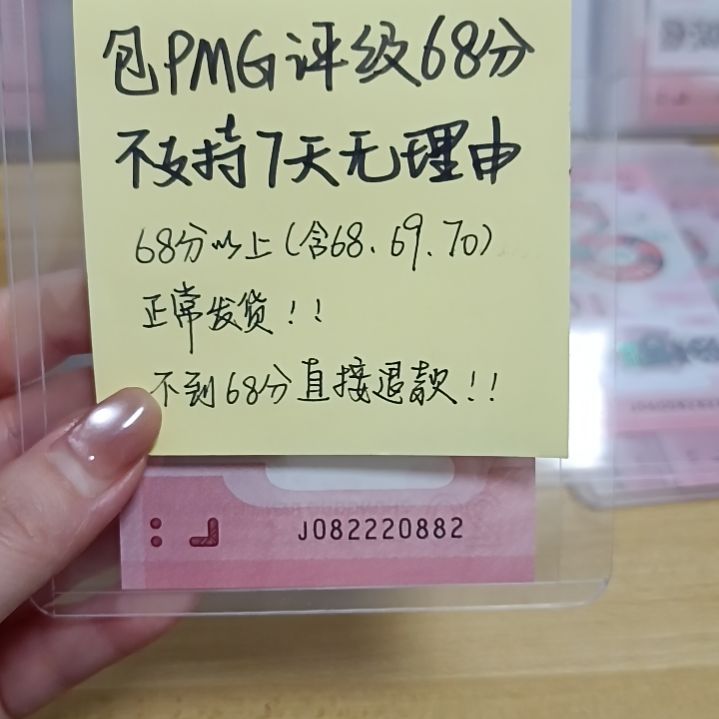 包PMG评级68分
不支持7天无理由
68分以上(含68、69、70)
正常发货!!
不到68分直接退款!!
J082220882